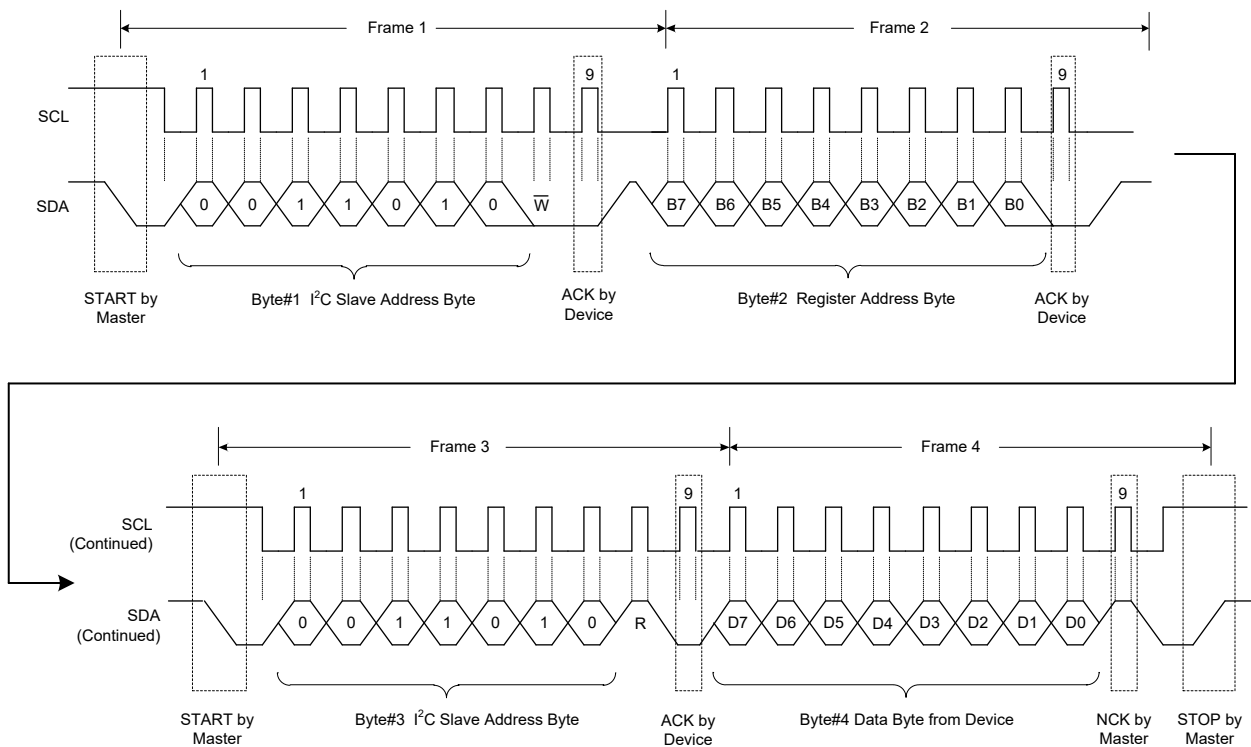 Frame 1 Frame 2
1 9 1 9
SCL
SDA 0 0 1 1 0 1 0 W̅ B7 B6 B5 B4 B3 B2 B1 B0
START by
Master
Byte#1 I²C Slave Address Byte
ACK by
Device
Byte#2 Register Address Byte
ACK by
Device
Frame 3 Frame 4
1 9 1 9
SCL
(Continued)
SDA
(Continued)
0 0 1 1 0 1 0 R D7 D6 D5 D4 D3 D2 D1 D0
START by
Master
Byte#3 I²C Slave Address Byte
ACK by
Device
Byte#4 Data Byte from Device
NCK by
Master
STOP by
Master